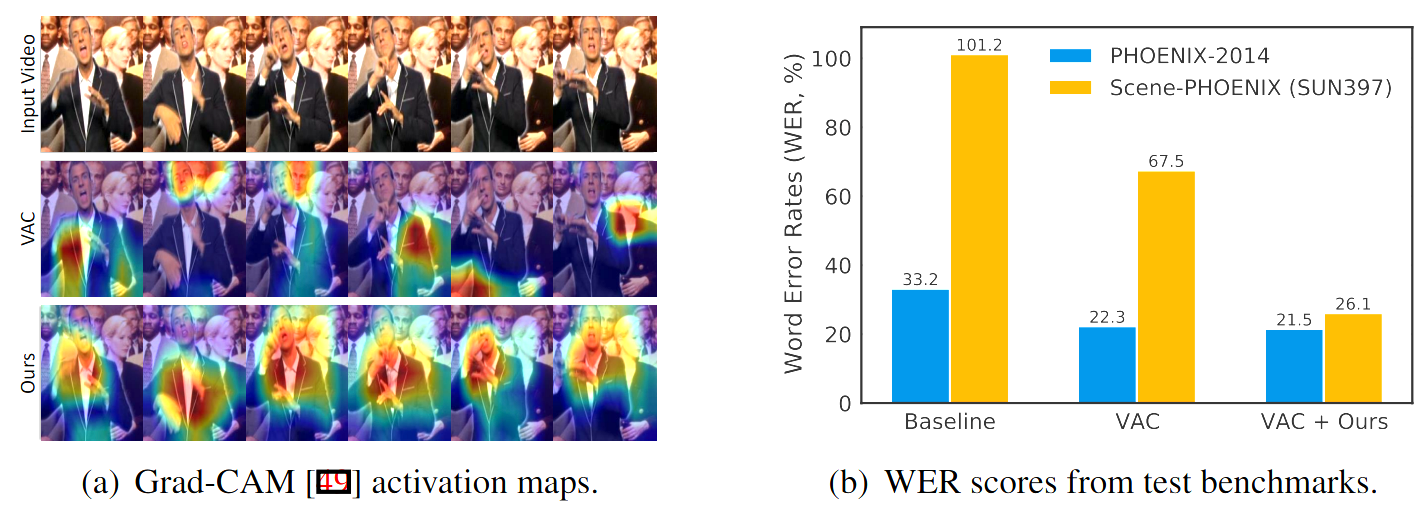 Input Video
VAC
Ours
(a) Grad-CAM [49] activation maps.
Word Error Rates (WER, %)
100
80
60
40
20
0
PHOENIX-2014
Scene-PHOENIX (SUN397)
33.2
101.2
22.3
67.5
21.5
26.1
Baseline
VAC
VAC + Ours
(b) WER scores from test benchmarks.